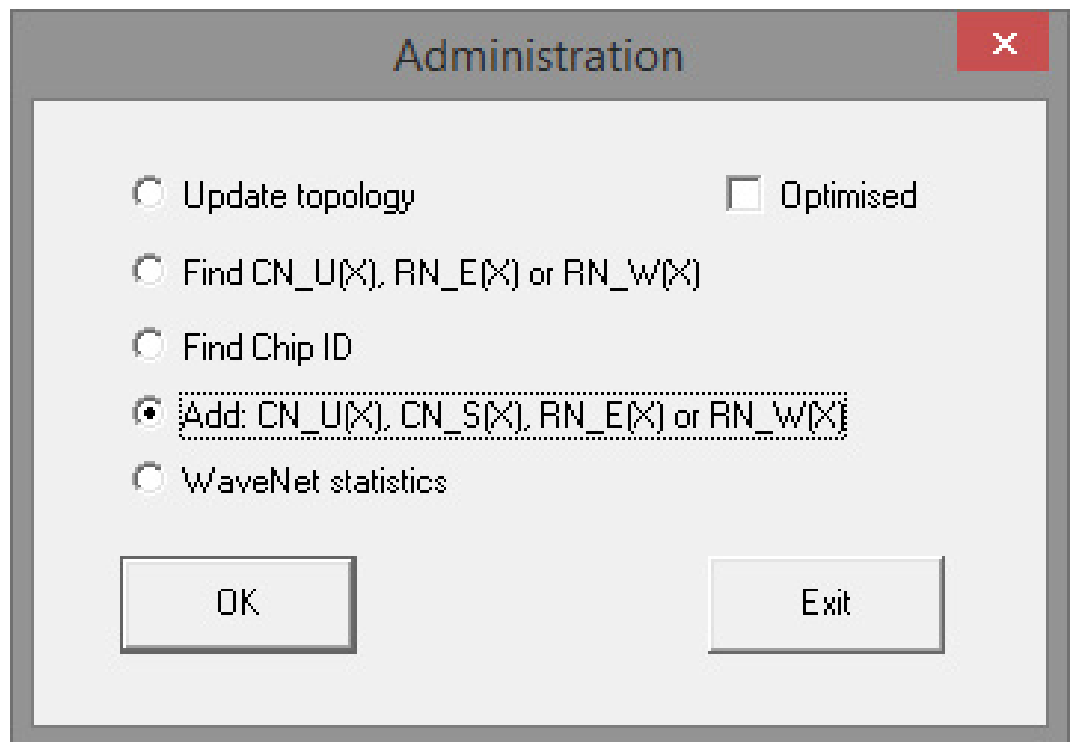 Administration
Update topology
Optimised
Find CN_U(X), RN_E(X) or RN_W(X)
Find Chip ID
Add: CN_U(X), CN_S(X), RN_E(X) or RN_W(X)
WaveNet statistics
OK
Exit